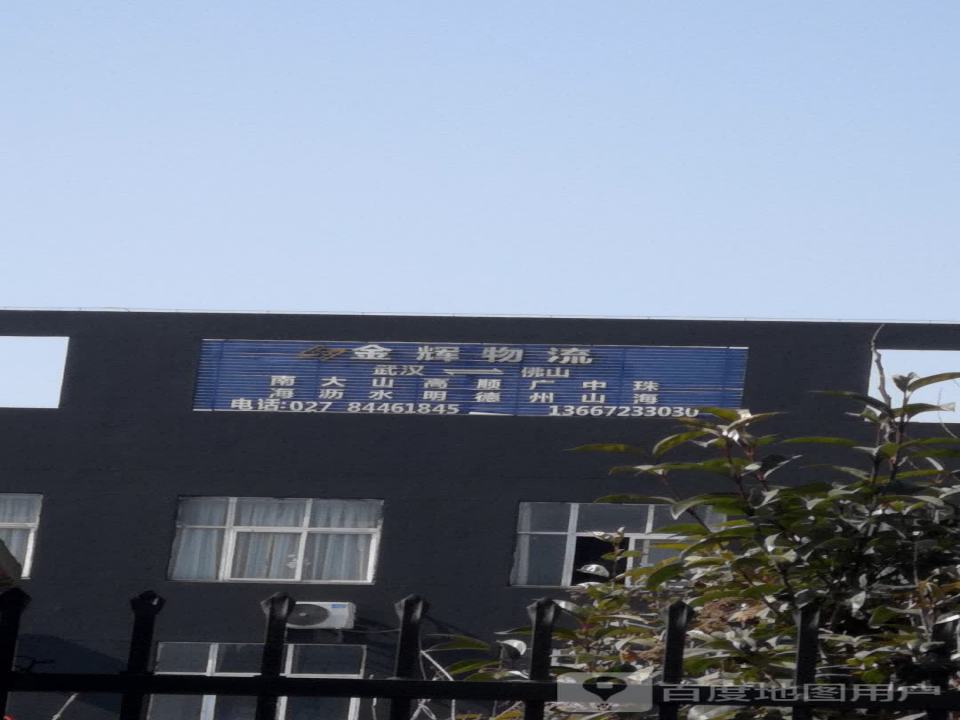 金辉物流
武汉 佛山
南海 大沥 山水 高明 顺德 广州 中山 珠海
电话:027 84461845 13667233030
百度地图用户